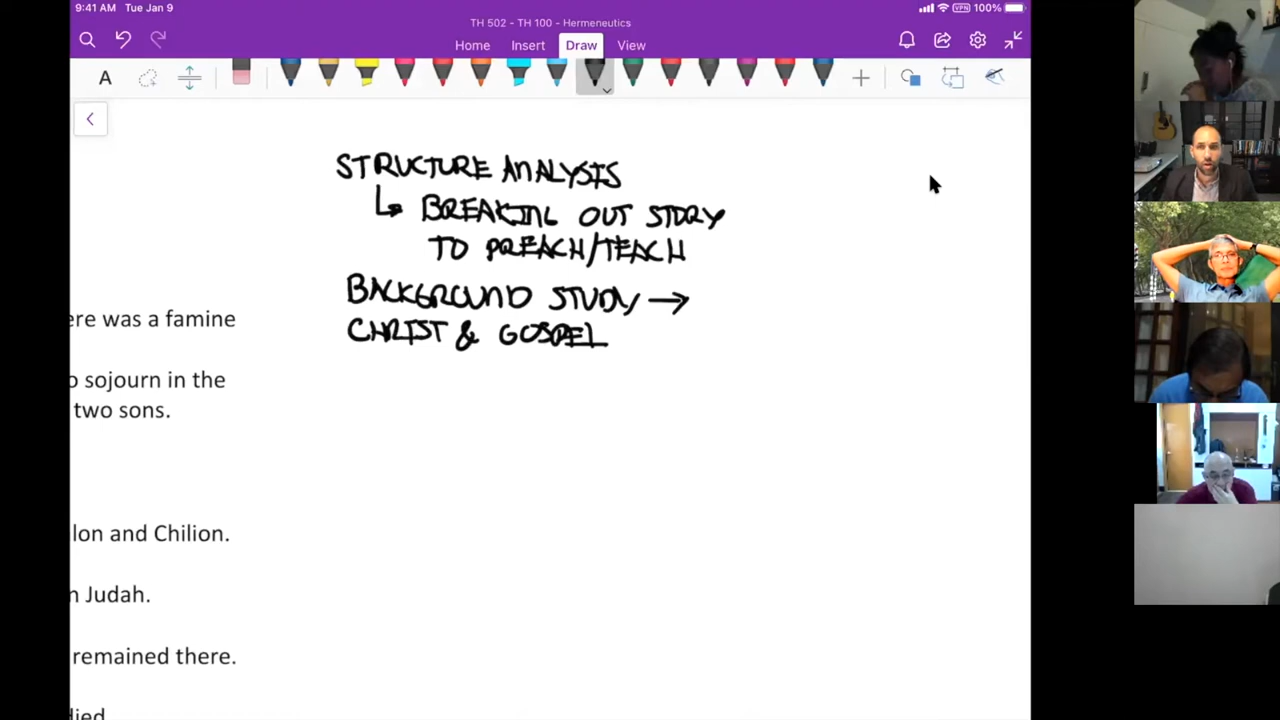 9:41 AM Tue Jan 9
VPN 100%
TH 502 - TH 100 - Hermeneutics
Home Insert Draw View
A
STRUCTURE ANALYSIS
↳ BREAKING OUT STORY
TO PREACH/TEACH
BACKGROUND STUDY →
CHRIST & GOSPEL
ere was a famine
o sojourn in the
two sons.
lon and Chilion.
n Judah.
remained there.
died